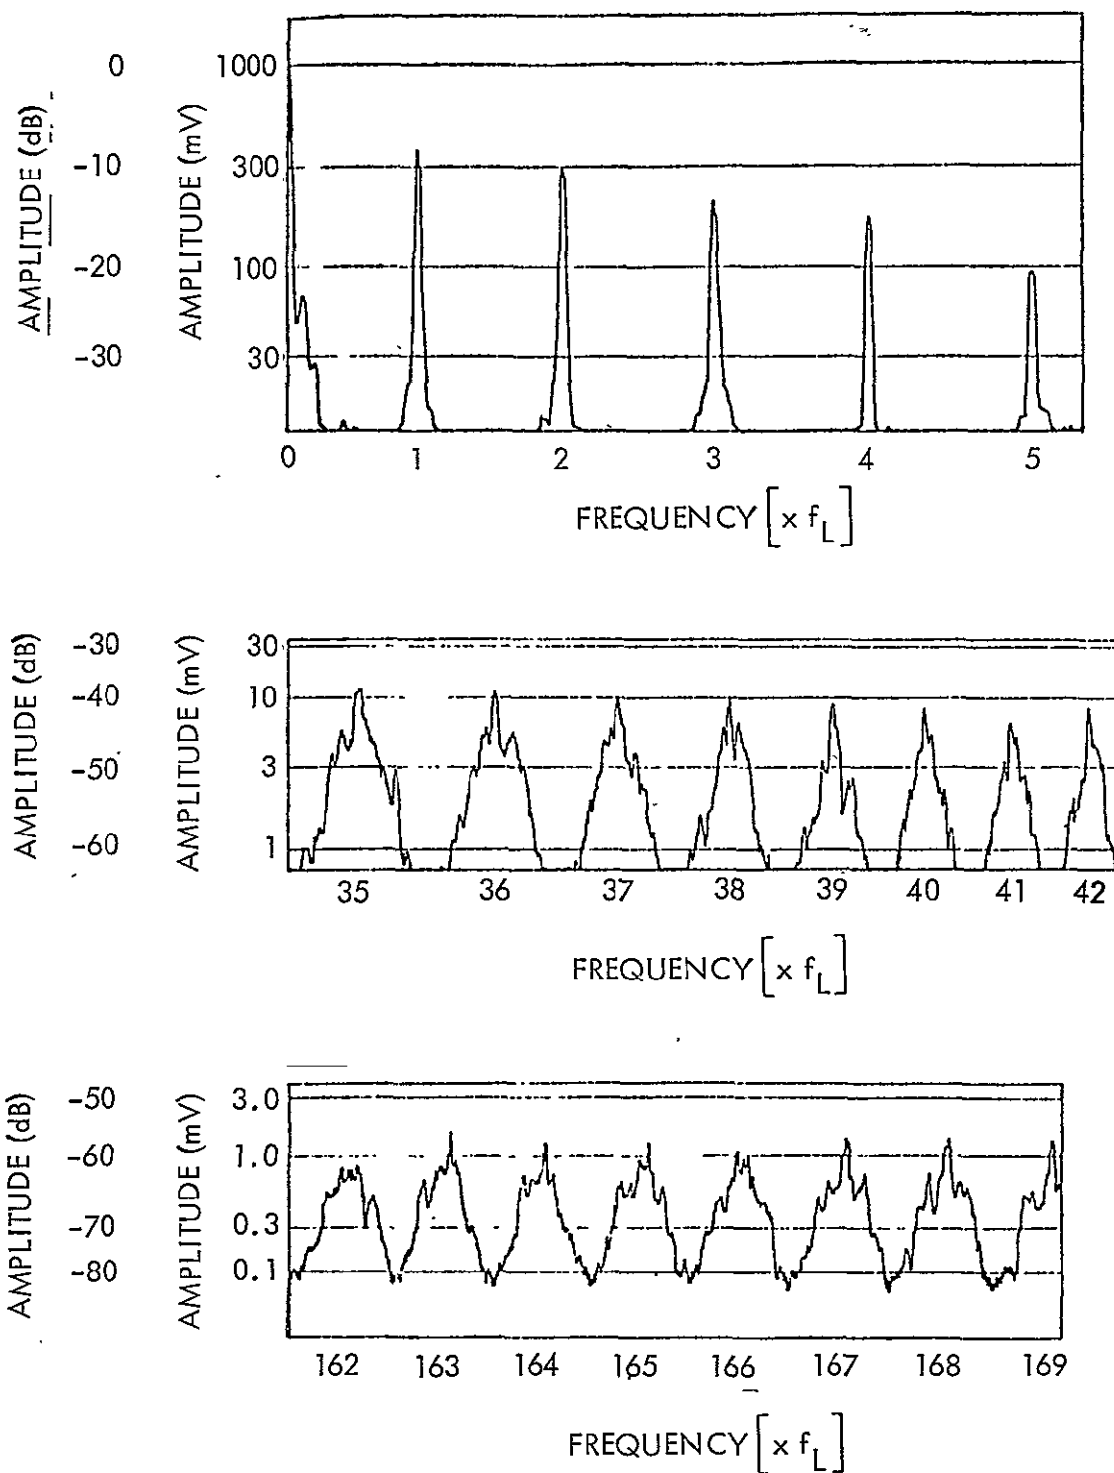 AMPLITUDE (dB)
0
-10
-20
-30
AMPLITUDE (mV)
1000
300
100
30
0 1 2 3 4 5
FREQUENCY [x f_L]
AMPLITUDE (dB)
-30
-40
-50
-60
AMPLITUDE (mV)
30
10
3
1
35 36 37 38 39 40 41 42
FREQUENCY [x f_L]
AMPLITUDE (dB)
-50
-60
-70
-80
AMPLITUDE (mV)
3.0
1.0
0.3
0.1
162 163 164 165 166 167 168 169
FREQUENCY [x f_L]